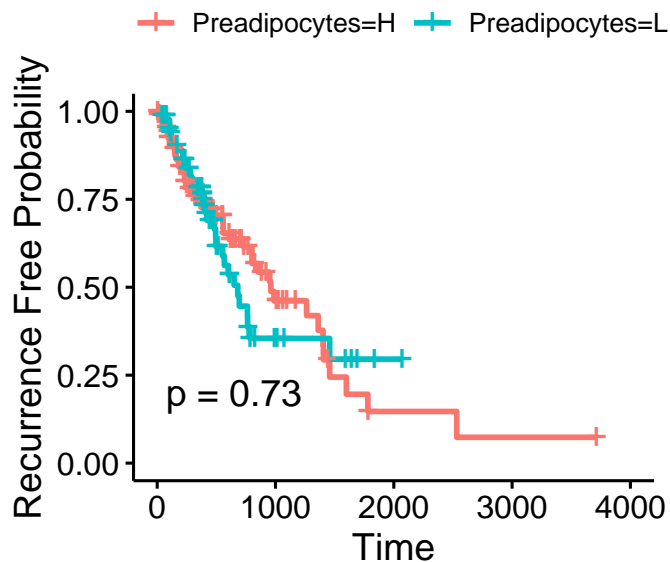 Preadipocytes=H Preadipocytes=L
Recurrence Free Probability
1.00
0.75
0.50
0.25
0.00
p = 0.73
0 1000 2000 3000 4000
Time